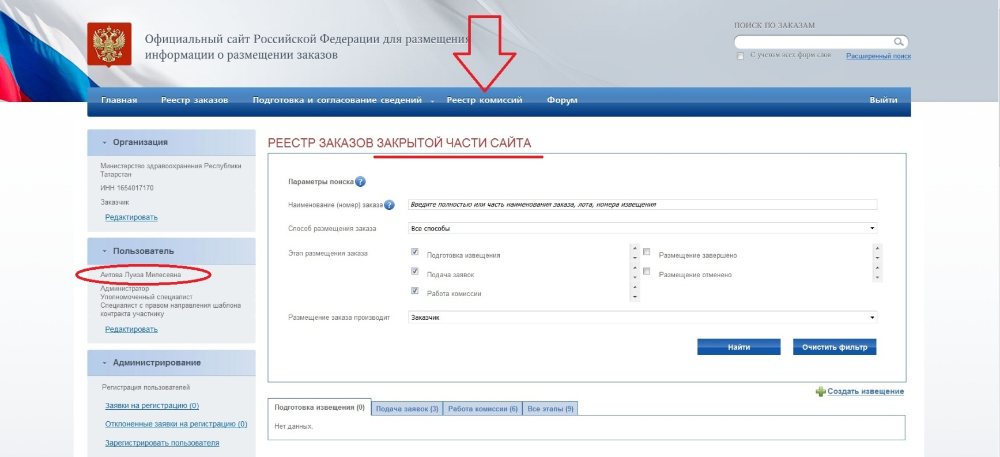 Официальный сайт Российской Федерации для размещения
информации о размещении заказов
ПОИСК ПО ЗАКАЗАМ
С учетом всех форм слов
Расширенный поиск
Главная
Реестр заказов
Подготовка и согласование сведений
Реестр комиссий
Форум
Выйти
Организация
Министерство здравоохранения Республики
Татарстан
ИНН 1654017170
Заказчик
Редактировать
Пользователь
Аитова Луиза Милесевна
Администратор
Уполномоченный специалист
Специалист с правом направления шаблона
контракта участнику
Редактировать
Администрирование
Регистрация пользователей
Заявки на регистрацию (0)
Отклоненные заявки на регистрацию (0)
Зарегистрировать пользователя
РЕЕСТР ЗАКАЗОВ ЗАКРЫТОЙ ЧАСТИ САЙТА
Параметры поиска ?
Наименование (номер) заказа ?
Введите полностью или часть наименования заказа, лота, номера извещения
Способ размещения заказа
Все способы
Этап размещения заказа
Подготовка извещения
Размещение завершено
Подача заявок
Размещение отменено
Работа комиссии
Размещение заказа производит
Заказчик
Найти
Очистить фильтр
Создать извещение
Подготовка извещения (0)
Подача заявок (3)
Работа комиссии (6)
Все этапы (9)
Нет данных.